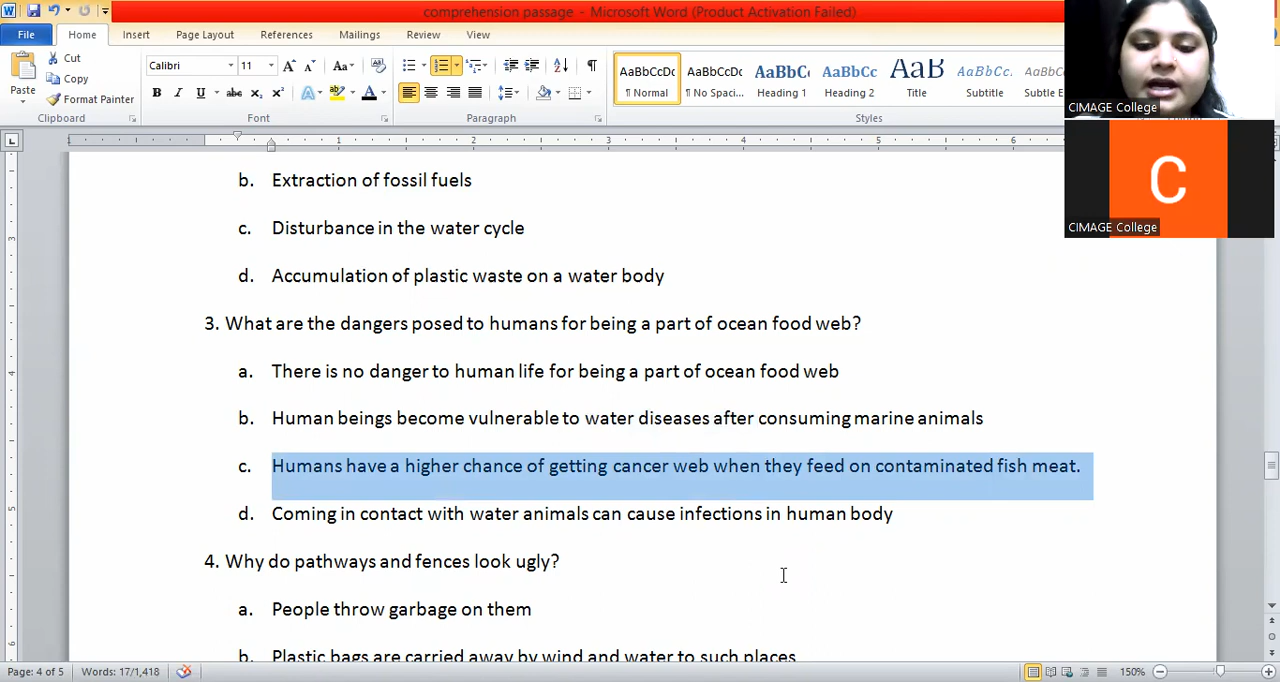 comprehension passage - Microsoft Word (Product Activation Failed)
File Home Insert Page Layout References Mailings Review View
Paste
Cut
Copy
Format Painter
Clipboard
Calibri 11
Font
Paragraph
AaBbCcDc ¶ Normal
AaBbCcDc ¶ No Spaci...
AaBbC Heading 1
AaBbCc Heading 2
AaB Title
AaBbCc. Subtitle
Subtle E
Styles
CIMAGE College
C
CIMAGE College
b. Extraction of fossil fuels
c. Disturbance in the water cycle
d. Accumulation of plastic waste on a water body
3. What are the dangers posed to humans for being a part of ocean food web?
a. There is no danger to human life for being a part of ocean food web
b. Human beings become vulnerable to water diseases after consuming marine animals
c. Humans have a higher chance of getting cancer web when they feed on contaminated fish meat.
d. Coming in contact with water animals can cause infections in human body
4. Why do pathways and fences look ugly?
a. People throw garbage on them
b. Plastic bags are carried away by wind and water to such places
Page: 4 of 5 Words: 17/1,418 150%